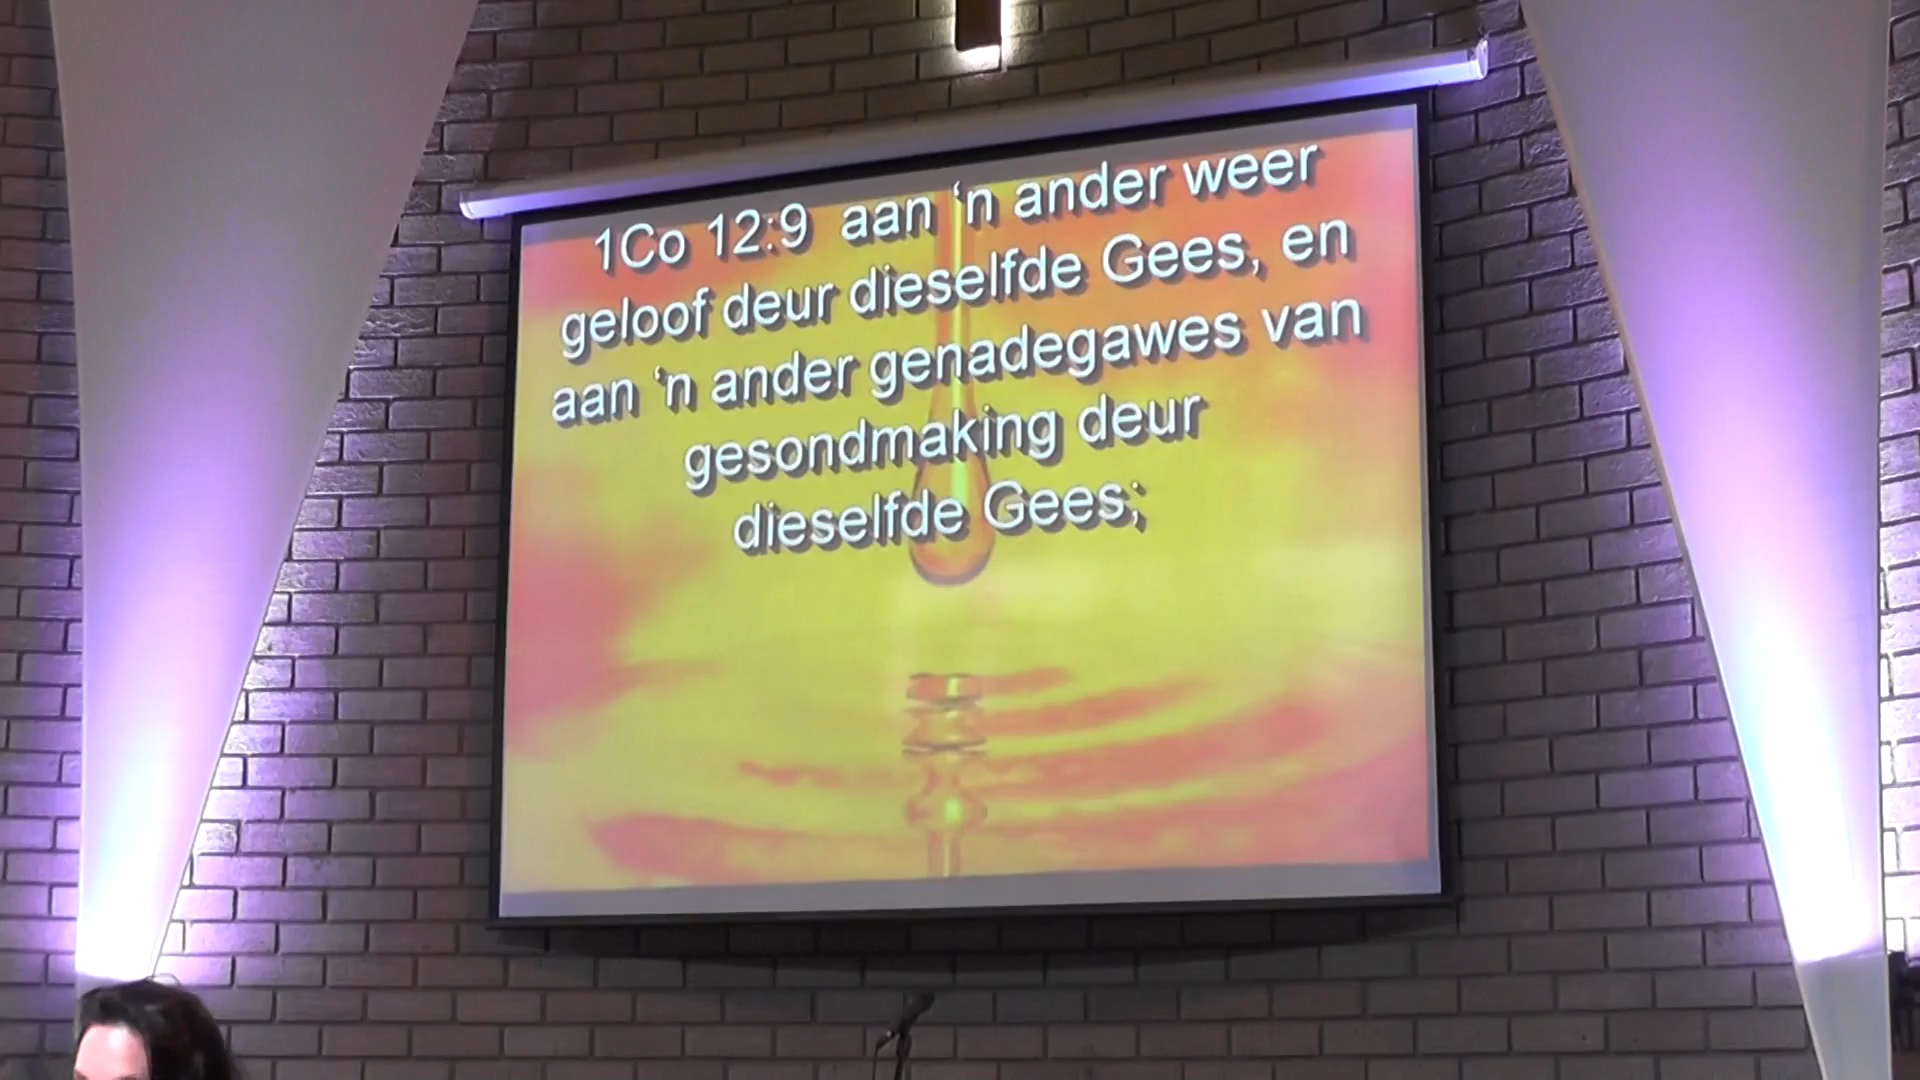 1Co 12:9  aan ‘n ander weer
geloof deur dieselfde Gees, en
aan ‘n ander genadegawes van
gesondmaking deur
dieselfde Gees;